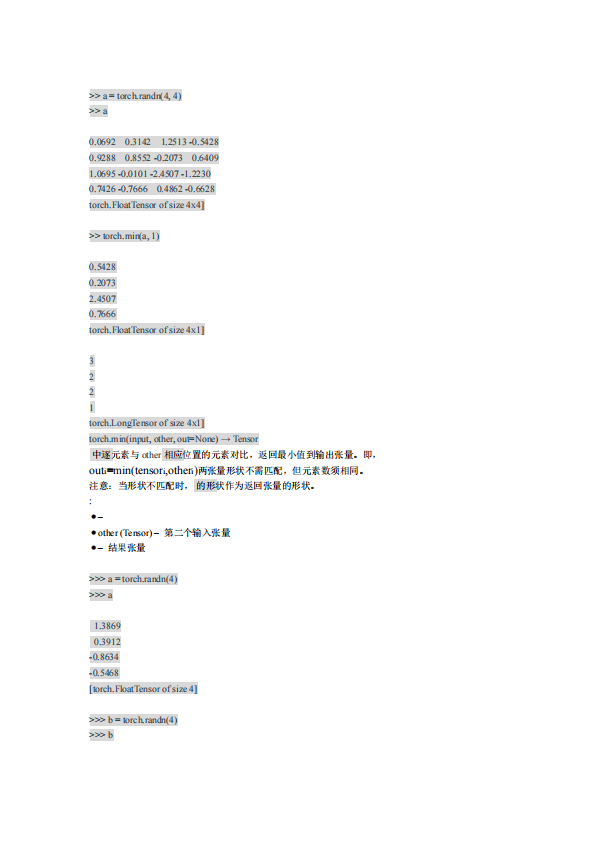 >> a = torch.randn(4, 4)
>> a
0.0692 0.3142 1.2513 -0.5428
0.9288 0.8552 -0.2073 0.6409
1.0695 -0.0101 -2.4507 -1.2230
0.7426 -0.7666 0.4862 -0.6628
torch.FloatTensor of size 4x4]
>> torch.min(a, 1)
0.5428
0.2073
2.4507
0.7666
torch.FloatTensor of size 4x1]
3
2
2
1
torch.LongTensor of size 4x1]
torch.min(input, other, out=None) → Tensor
中逐元素与 other 相应位置的元素对比，返回最小值到输出张量。即，
outi=min(tensori,otheri)两张量形状不需匹配，但元素数须相同。
注意：当形状不匹配时， 的形状作为返回张量的形状。
:
● –
● other (Tensor) – 第二个输入张量
● – 结果张量
>>> a = torch.randn(4)
>>> a
1.3869
0.3912
-0.8634
-0.5468
[torch.FloatTensor of size 4]
>>> b = torch.randn(4)
>>> b